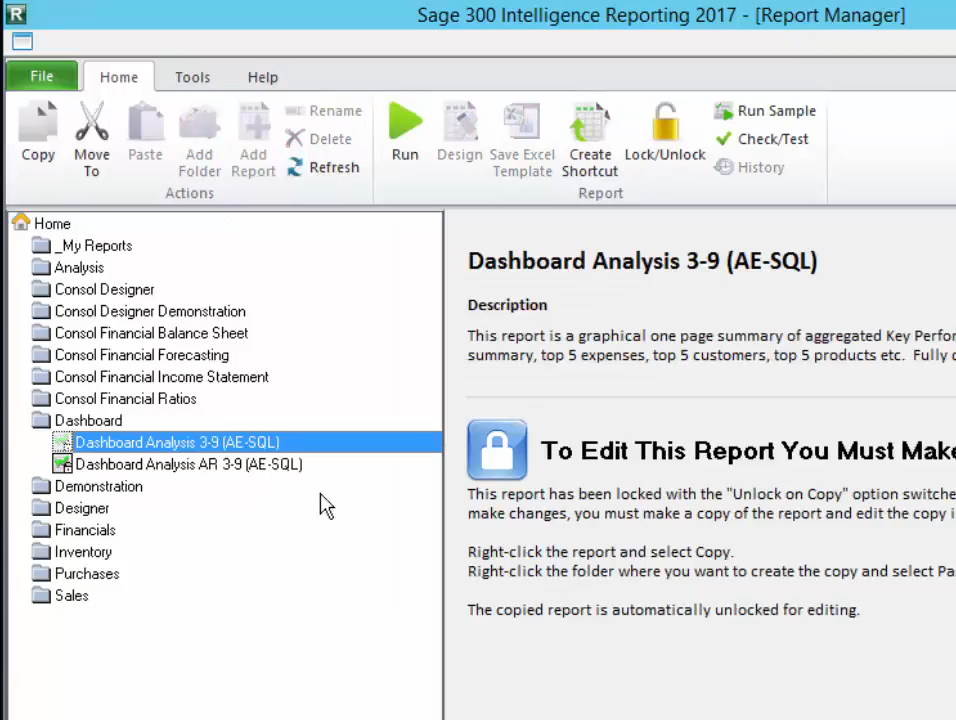 R
Sage 300 Intelligence Reporting 2017 - [Report Manager]
File
Home
Tools
Help
Copy
Move To
Paste
Add Folder
Add Report
Rename
Delete
Refresh
Actions
Run
Design
Save Excel Template
Create Shortcut
Lock/Unlock
Run Sample
Check/Test
History
Report
Home
_My Reports
Analysis
Consol Designer
Consol Designer Demonstration
Consol Financial Balance Sheet
Consol Financial Forecasting
Consol Financial Income Statement
Consol Financial Ratios
Dashboard
Dashboard Analysis 3-9 (AE-SQL)
Dashboard Analysis AR 3-9 (AE-SQL)
Demonstration
Designer
Financials
Inventory
Purchases
Sales
Dashboard Analysis 3-9 (AE-SQL)
Description
This report is a graphical one page summary of aggregated Key Perfor
summary, top 5 expenses, top 5 customers, top 5 products etc. Fully
To Edit This Report You Must Make
This report has been locked with the "Unlock on Copy" option switche
make changes, you must make a copy of the report and edit the copy i
Right-click the report and select Copy.
Right-click the folder where you want to create the copy and select Pa
The copied report is automatically unlocked for editing.